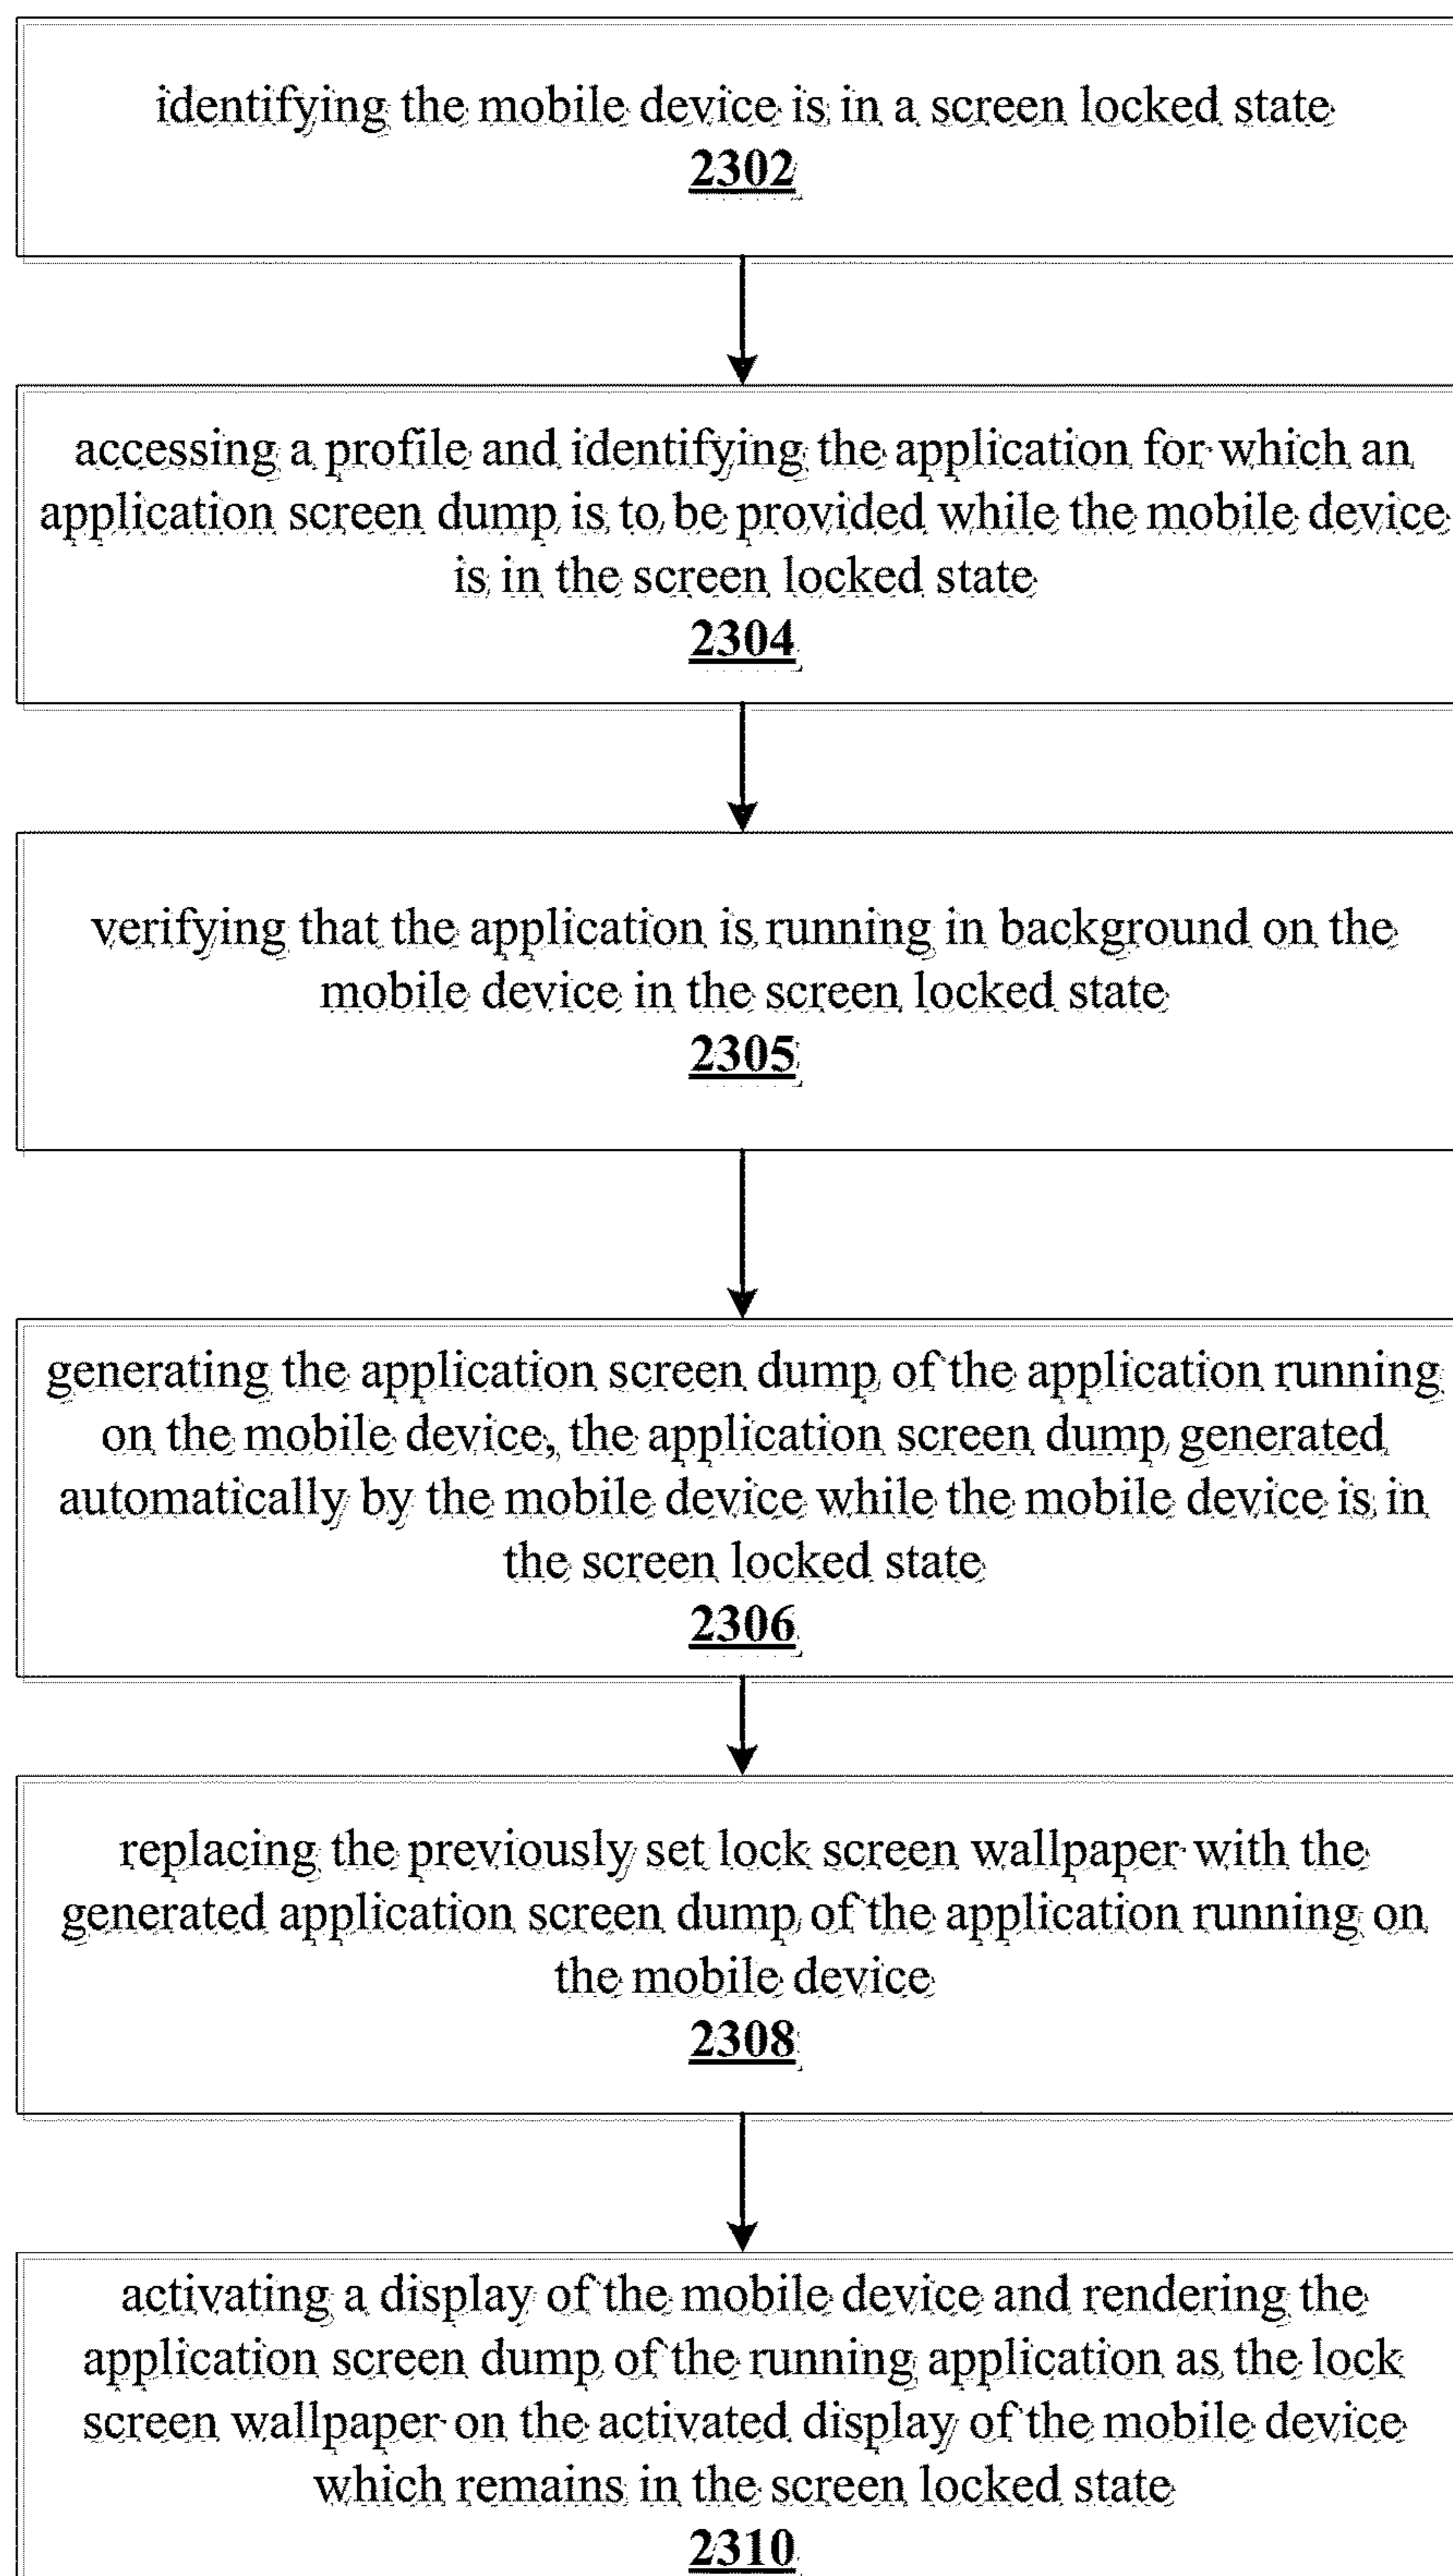 identifying the mobile device is in a screen locked state
2302
accessing a profile and identifying the application for which an
application screen dump is to be provided while the mobile device
is in the screen locked state
2304
verifying that the application is running in background on the
mobile device in the screen locked state
2305
generating the application screen dump of the application running
on the mobile device, the application screen dump generated
automatically by the mobile device while the mobile device is in
the screen locked state
2306
replacing the previously set lock screen wallpaper with the
generated application screen dump of the application running on
the mobile device
2308
activating a display of the mobile device and rendering the
application screen dump of the running application as the lock
screen wallpaper on the activated display of the mobile device
which remains in the screen locked state
2310